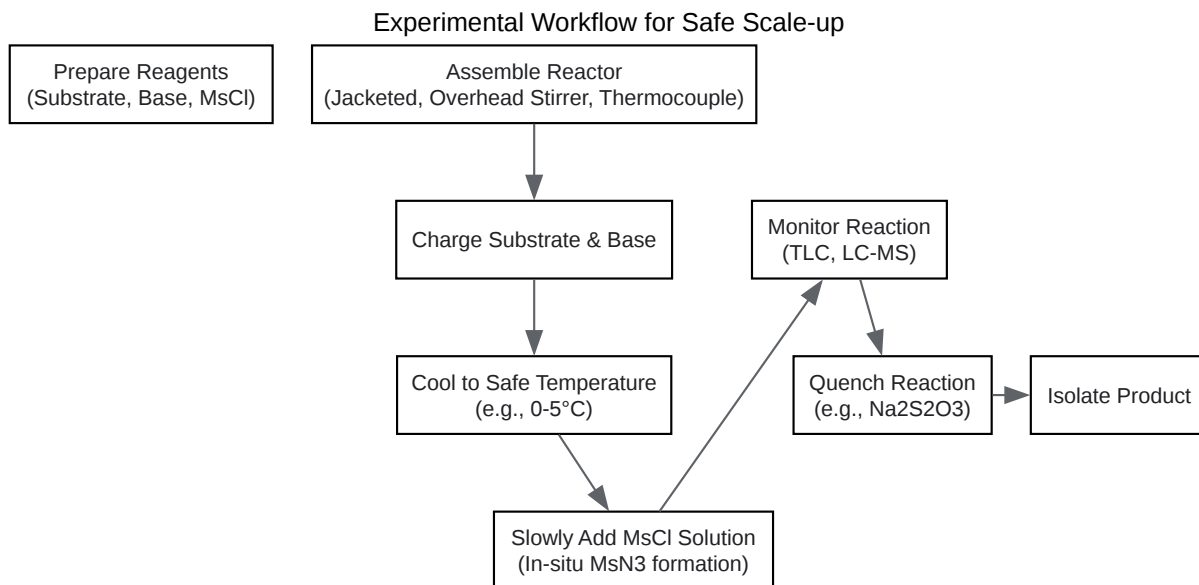 Experimental Workflow for Safe Scale-up
Prepare Reagents
(Substrate, Base, MsCl)
Assemble Reactor
(Jacketed, Overhead Stirrer, Thermocouple)
Charge Substrate & Base
Cool to Safe Temperature
(e.g., 0-5°C)
Slowly Add MsCl Solution
(In-situ MsN3 formation)
Monitor Reaction
(TLC, LC-MS)
Quench Reaction
(e.g., Na2S2O3)
Isolate Product